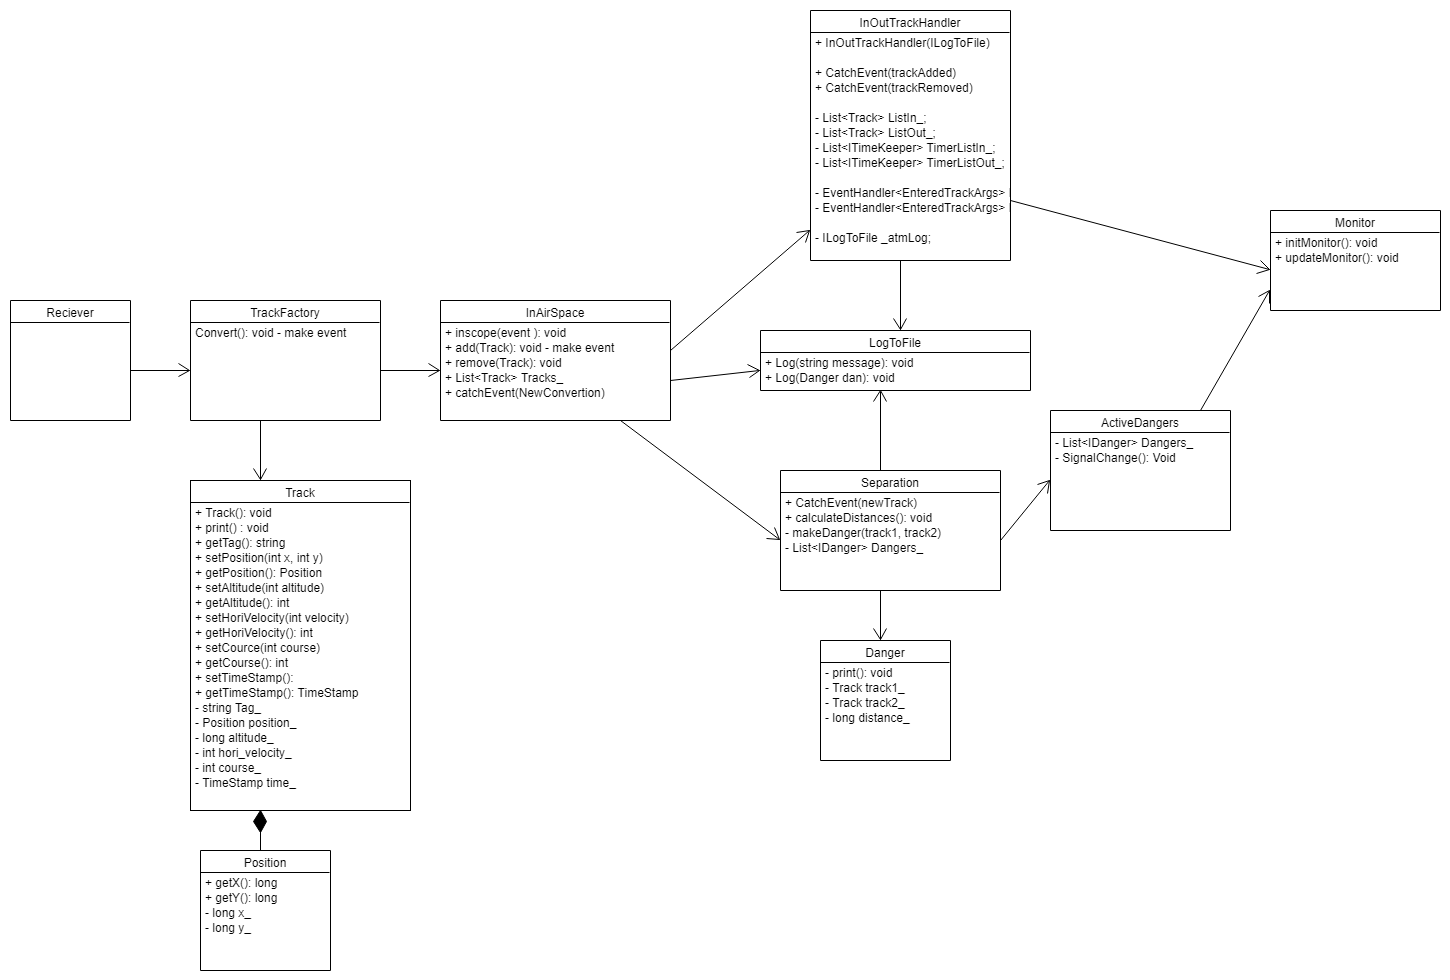 InOutTrackHandler
+ InOutTrackHandler(ILogToFile)
+ CatchEvent(trackAdded)
+ CatchEvent(trackRemoved)
- List<Track> ListIn_;
- List<Track> ListOut_;
- List<ITimeKeeper> TimerListIn_;
- List<ITimeKeeper> TimerListOut_;
- EventHandler<EnteredTrackArgs>
- EventHandler<EnteredTrackArgs>
- ILogToFile _atmLog;
Monitor
+ initMonitor(): void
+ updateMonitor(): void
Reciever
TrackFactory
Convert(): void - make event
InAirSpace
+ inscope(event ): void
+ add(Track): void - make event
+ remove(Track): void
+ List<Track> Tracks_
+ catchEvent(NewConvertion)
LogToFile
+ Log(string message): void
+ Log(Danger dan): void
ActiveDangers
- List<IDanger> Dangers_
- SignalChange(): Void
Separation
+ CatchEvent(newTrack)
+ calculateDistances(): void
- makeDanger(track1, track2)
- List<IDanger> Dangers_
Track
+ Track(): void
+ print() : void
+ getTag(): string
+ setPosition(int x, int y)
+ getPosition(): Position
+ setAltitude(int altitude)
+ getAltitude(): int
+ setHoriVelocity(int velocity)
+ getHoriVelocity(): int
+ setCource(int course)
+ getCourse(): int
+ setTimeStamp():
+ getTimeStamp(): TimeStamp
- string Tag_
- Position position_
- long altitude_
- int hori_velocity_
- int course_
- TimeStamp time_
Danger
- print(): void
- Track track1_
- Track track2_
- long distance_
Position
+ getX(): long
+ getY(): long
- long x_
- long y_